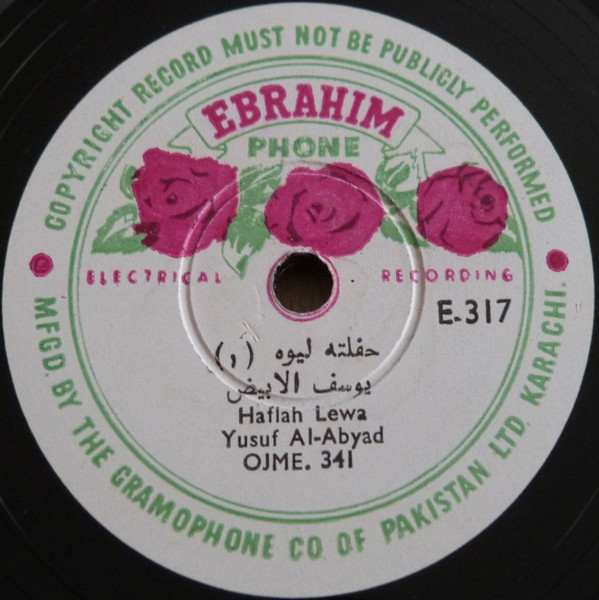 COPYRIGHT RECORD MUST NOT BE PUBLICLY PERFORMED
EBRAHIM
PHONE
ELECTRICAL RECORDING
E-317
حفلته ليوه (١)
يوسف الابيض
Haflah Lewa
Yusuf Al-Abyad
OJME. 341
MFGD. BY THE GRAMOPHONE CO. OF PAKISTAN LTD. KARACHI.